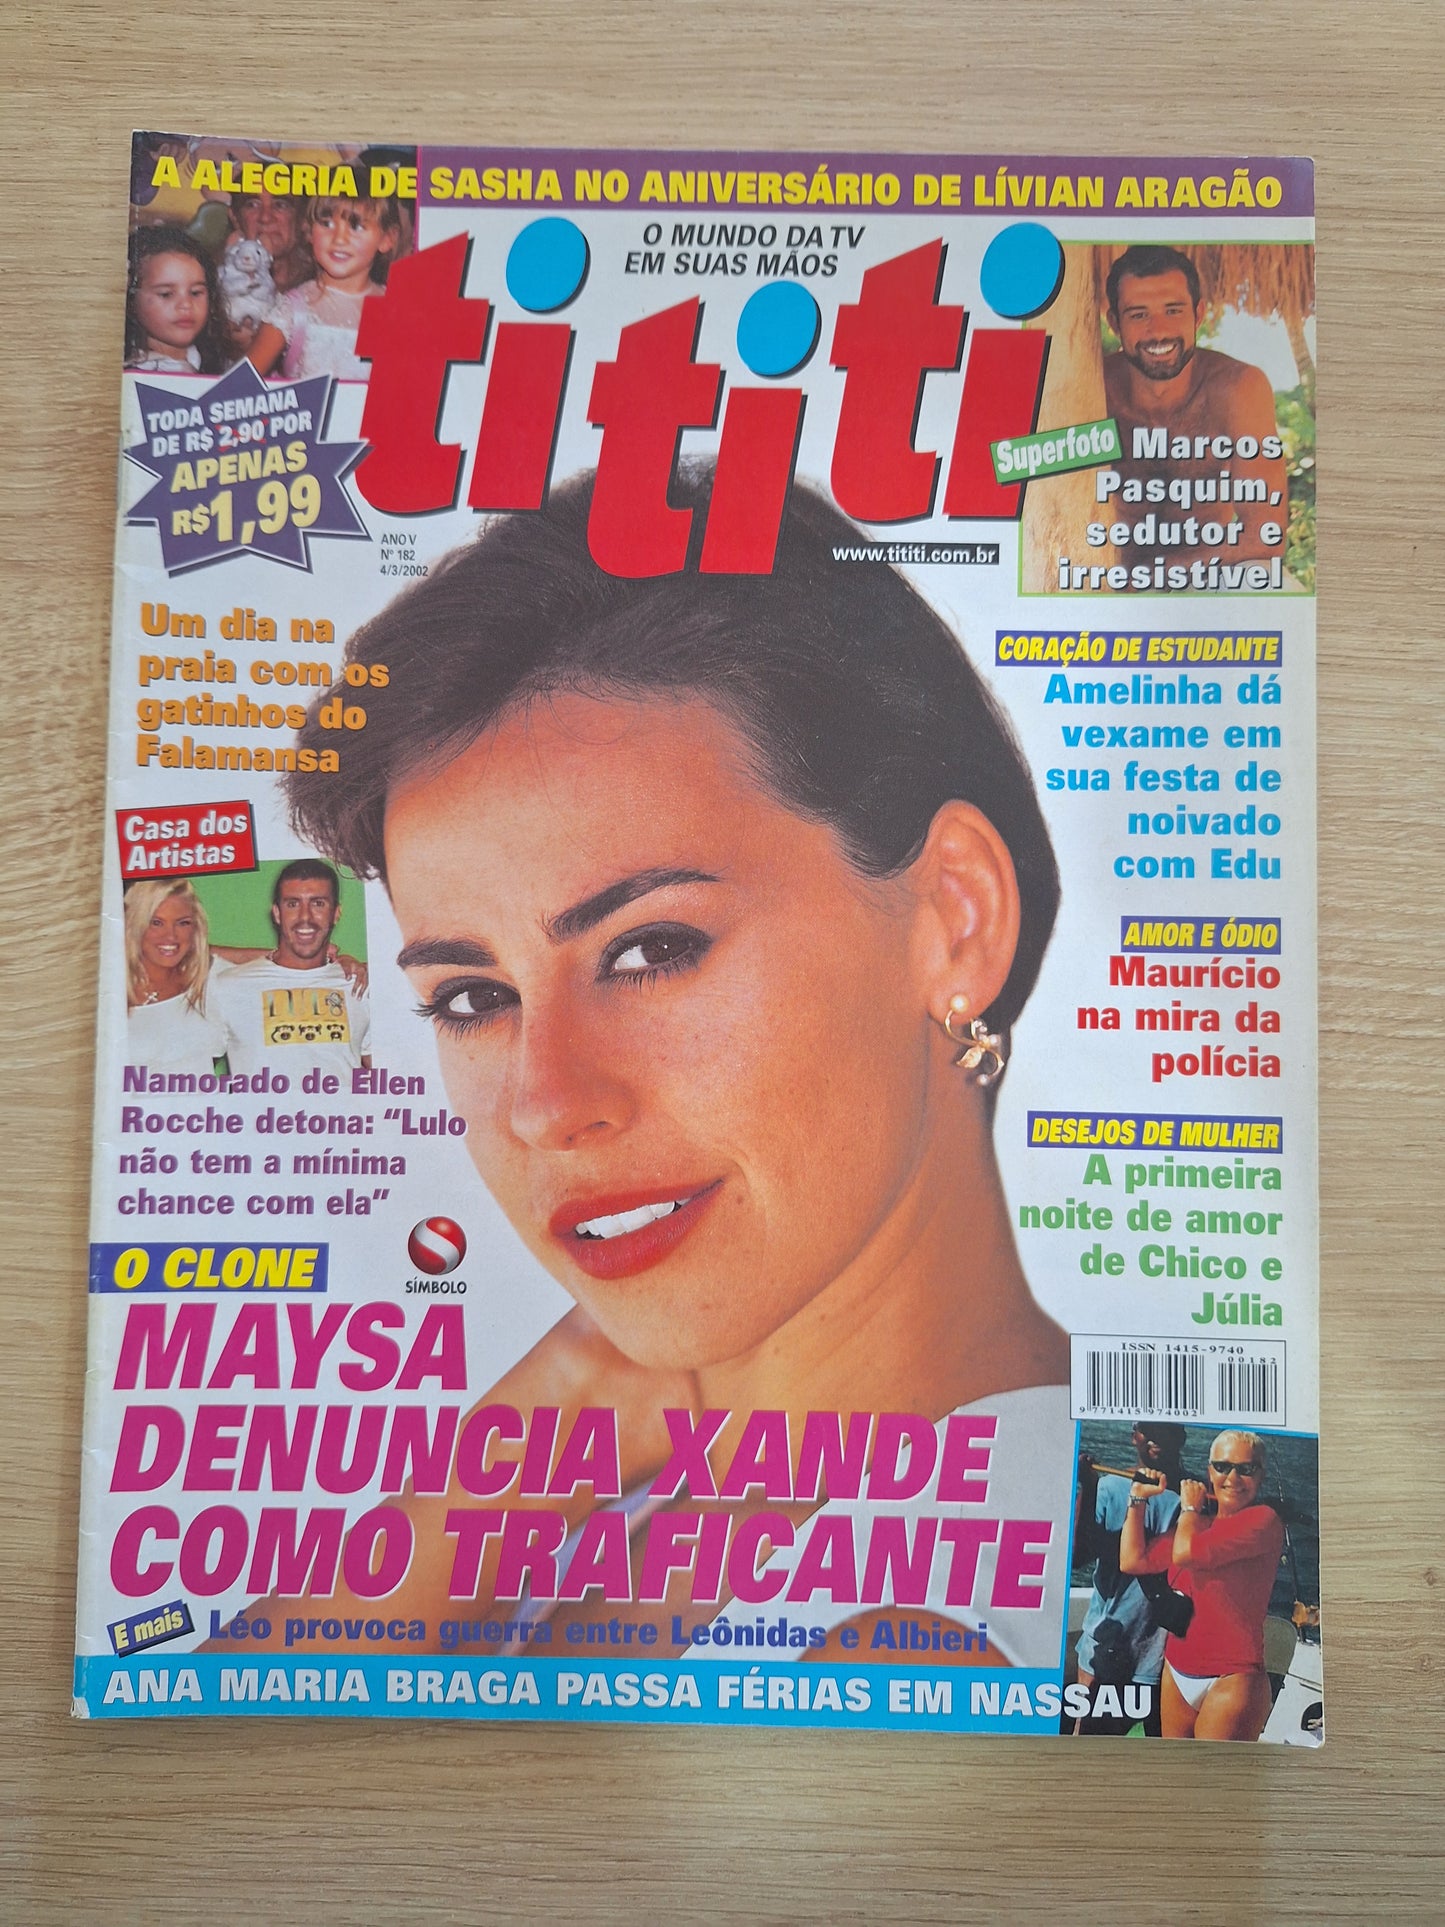 A ALEGRIA DE SASHA NO ANIVERSÁRIO DE LÍVIAN ARAGÃO
O MUNDO DA TV
EM SUAS MÃOS
tititi
TODA SEMANA
DE R$ 2,90 POR
APENAS
R$1,99
ANO V
Nº 182
4/3/2002
www.tititi.com.br
Superfoto Marcos
Pasquim,
sedutor e
irresistível
Um dia na
praia com os
gatinhos do
Falamansa
Casa dos
Artistas
Namorado de Ellen
Rocche detona: “Lulo
não tem a mínima
chance com ela”
CORAÇÃO DE ESTUDANTE
Amelinha dá
vexame em
sua festa de
noivado
com Edu
AMOR E ÓDIO
Maurício
na mira da
polícia
DESEJOS DE MULHER
A primeira
noite de amor
de Chico e
Júlia
SÍMBOLO
O CLONE
MAYSA
DENUNCIA XANDE
COMO TRAFICANTE
E mais Léo provoca guerra entre Leônidas e Albieri
ISSN 1415-9740
00182
9 771415 974002
ANA MARIA BRAGA PASSA FÉRIAS EM NASSAU